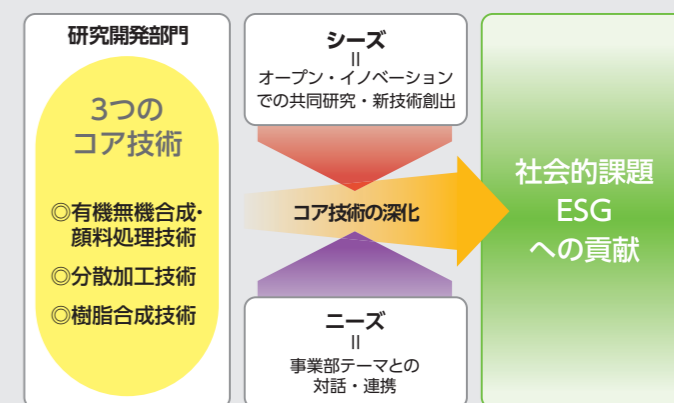 研究開発部門
3つの
コア技術
◎有機無機合成・
顔料処理技術
◎分散加工技術
◎樹脂合成技術
シーズ
=
オープン・イノベーション
での共同研究・新技術創出
コア技術の深化
ニーズ
=
事業部テーマとの
対話・連携
社会的課題
ESG
への貢献